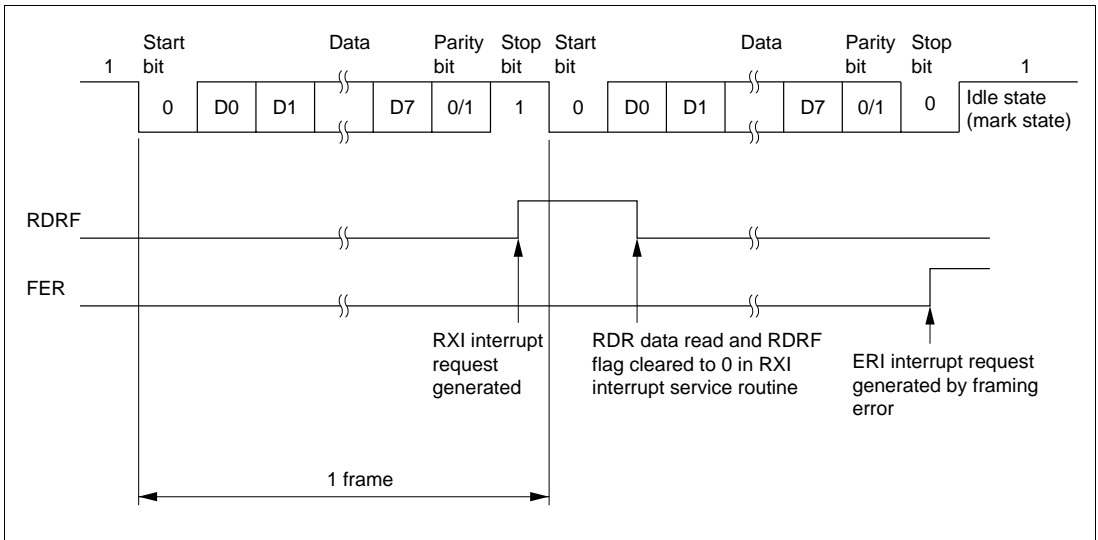 Start bit Data Parity bit Stop bit Start bit Data Parity bit Stop bit
1 1
0 D0 D1 D7 0/1 1 0 D0 D1 D7 0/1 0 Idle state (mark state)
RDRF
FER
RXI interrupt
request
generated
RDR data read and RDRF
flag cleared to 0 in RXI
interrupt service routine
ERI interrupt request
generated by framing
error
1 frame